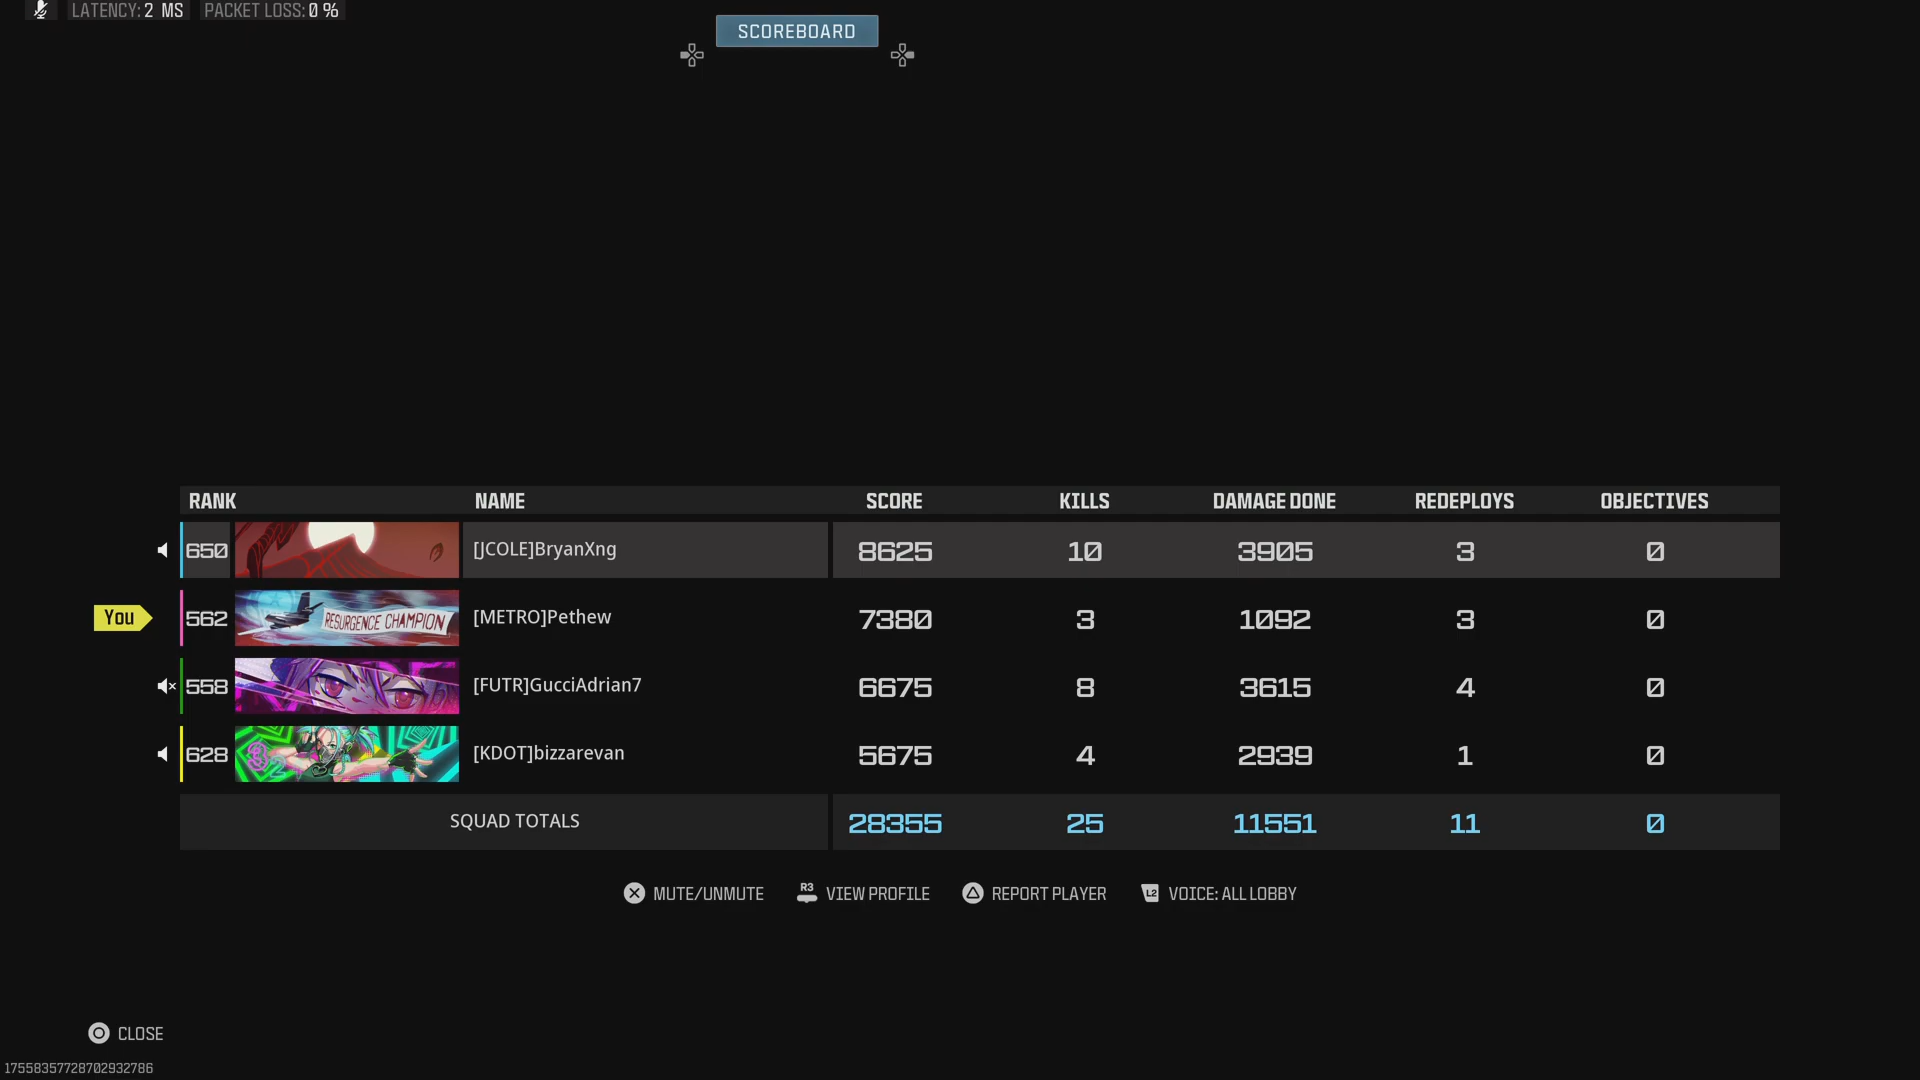 LATENCY: 2 MS PACKET LOSS: 0 %
SCOREBOARD
RANK NAME SCORE KILLS DAMAGE DONE REDEPLOYS OBJECTIVES
650 [JCOLE]BryanXng 8625 10 3905 3 0
You 562 RESURGENCE CHAMPION [METRO]Pethew 7380 3 1092 3 0
558 [FUTR]GucciAdrian7 6675 8 3615 4 0
628 [KDOT]bizzarevan 5675 4 2939 1 0
SQUAD TOTALS 28355 25 11551 11 0
MUTE/UNMUTE R3 VIEW PROFILE REPORT PLAYER L2 VOICE: ALL LOBBY
CLOSE
17558357728702932786